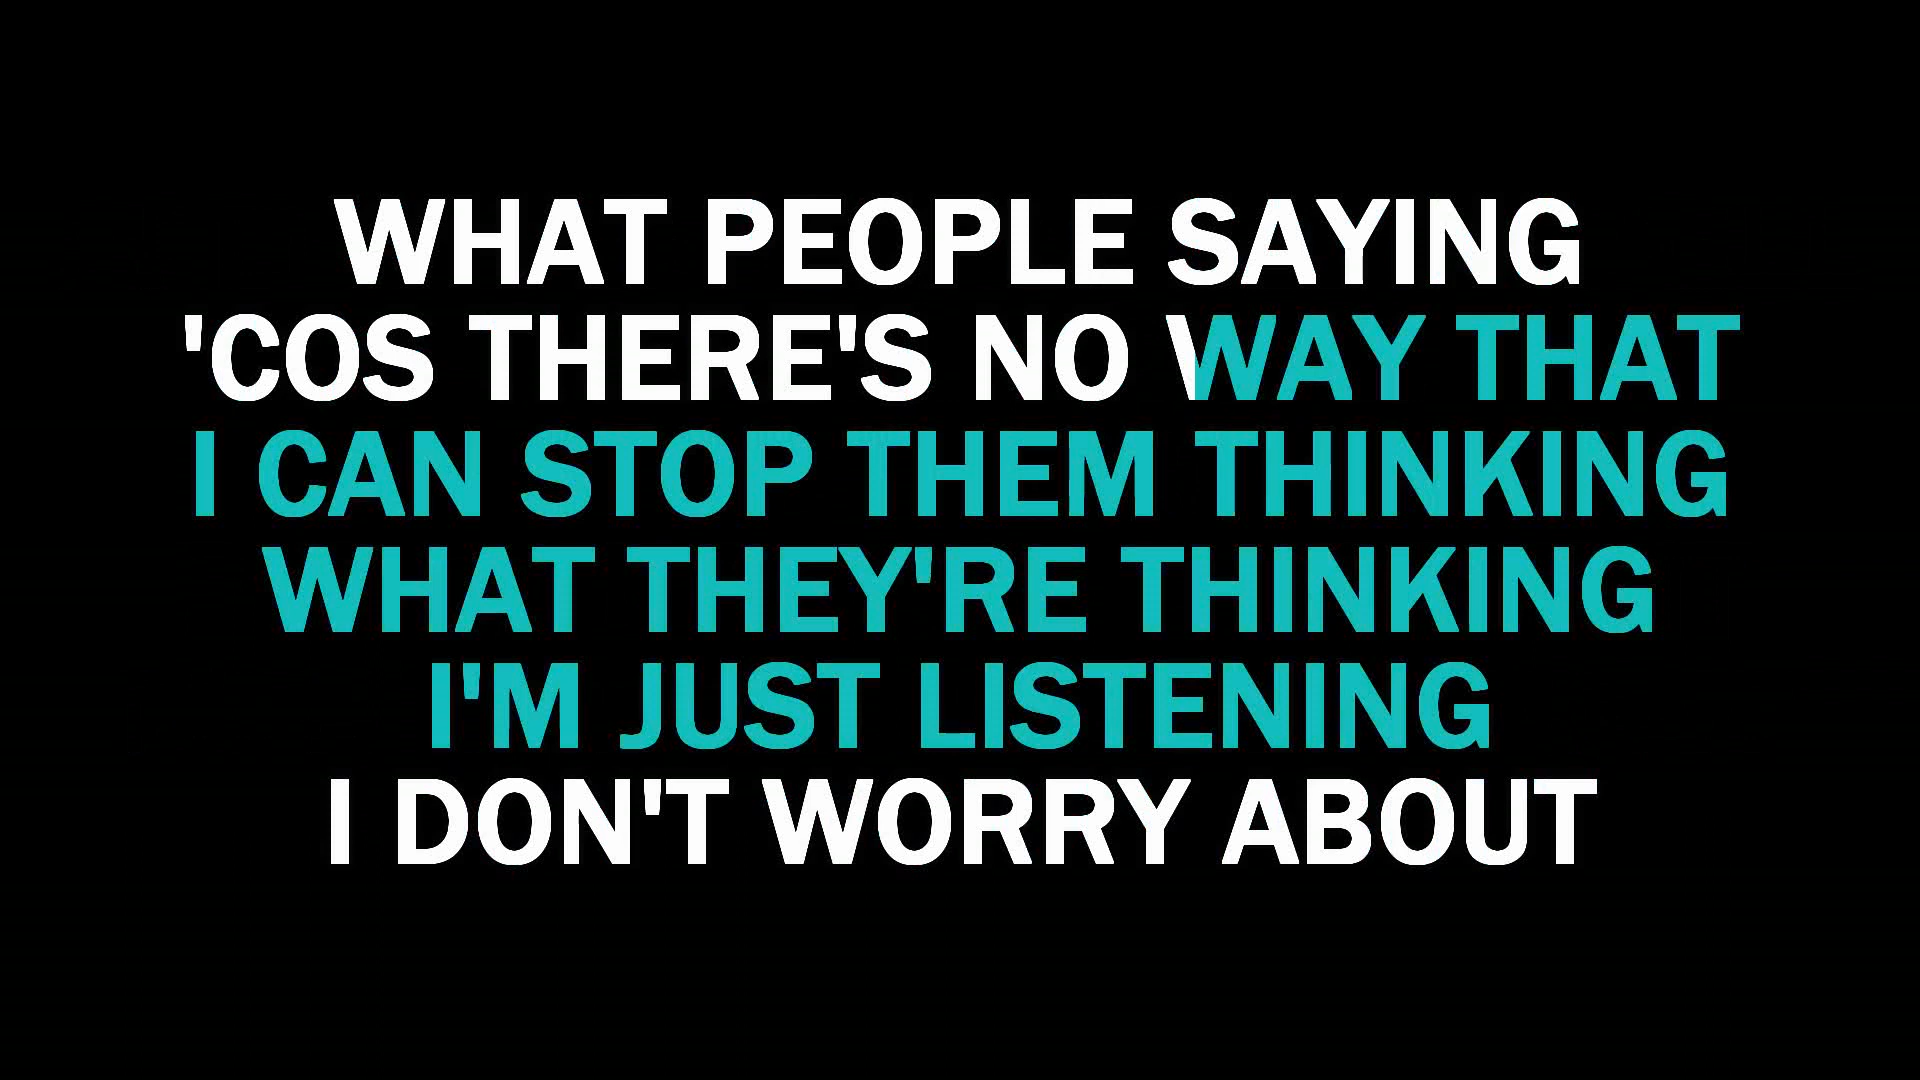 WHAT PEOPLE SAYING
'COS THERE'S NO WAY THAT
I CAN STOP THEM THINKING
WHAT THEY'RE THINKING
I'M JUST LISTENING
I DON'T WORRY ABOUT